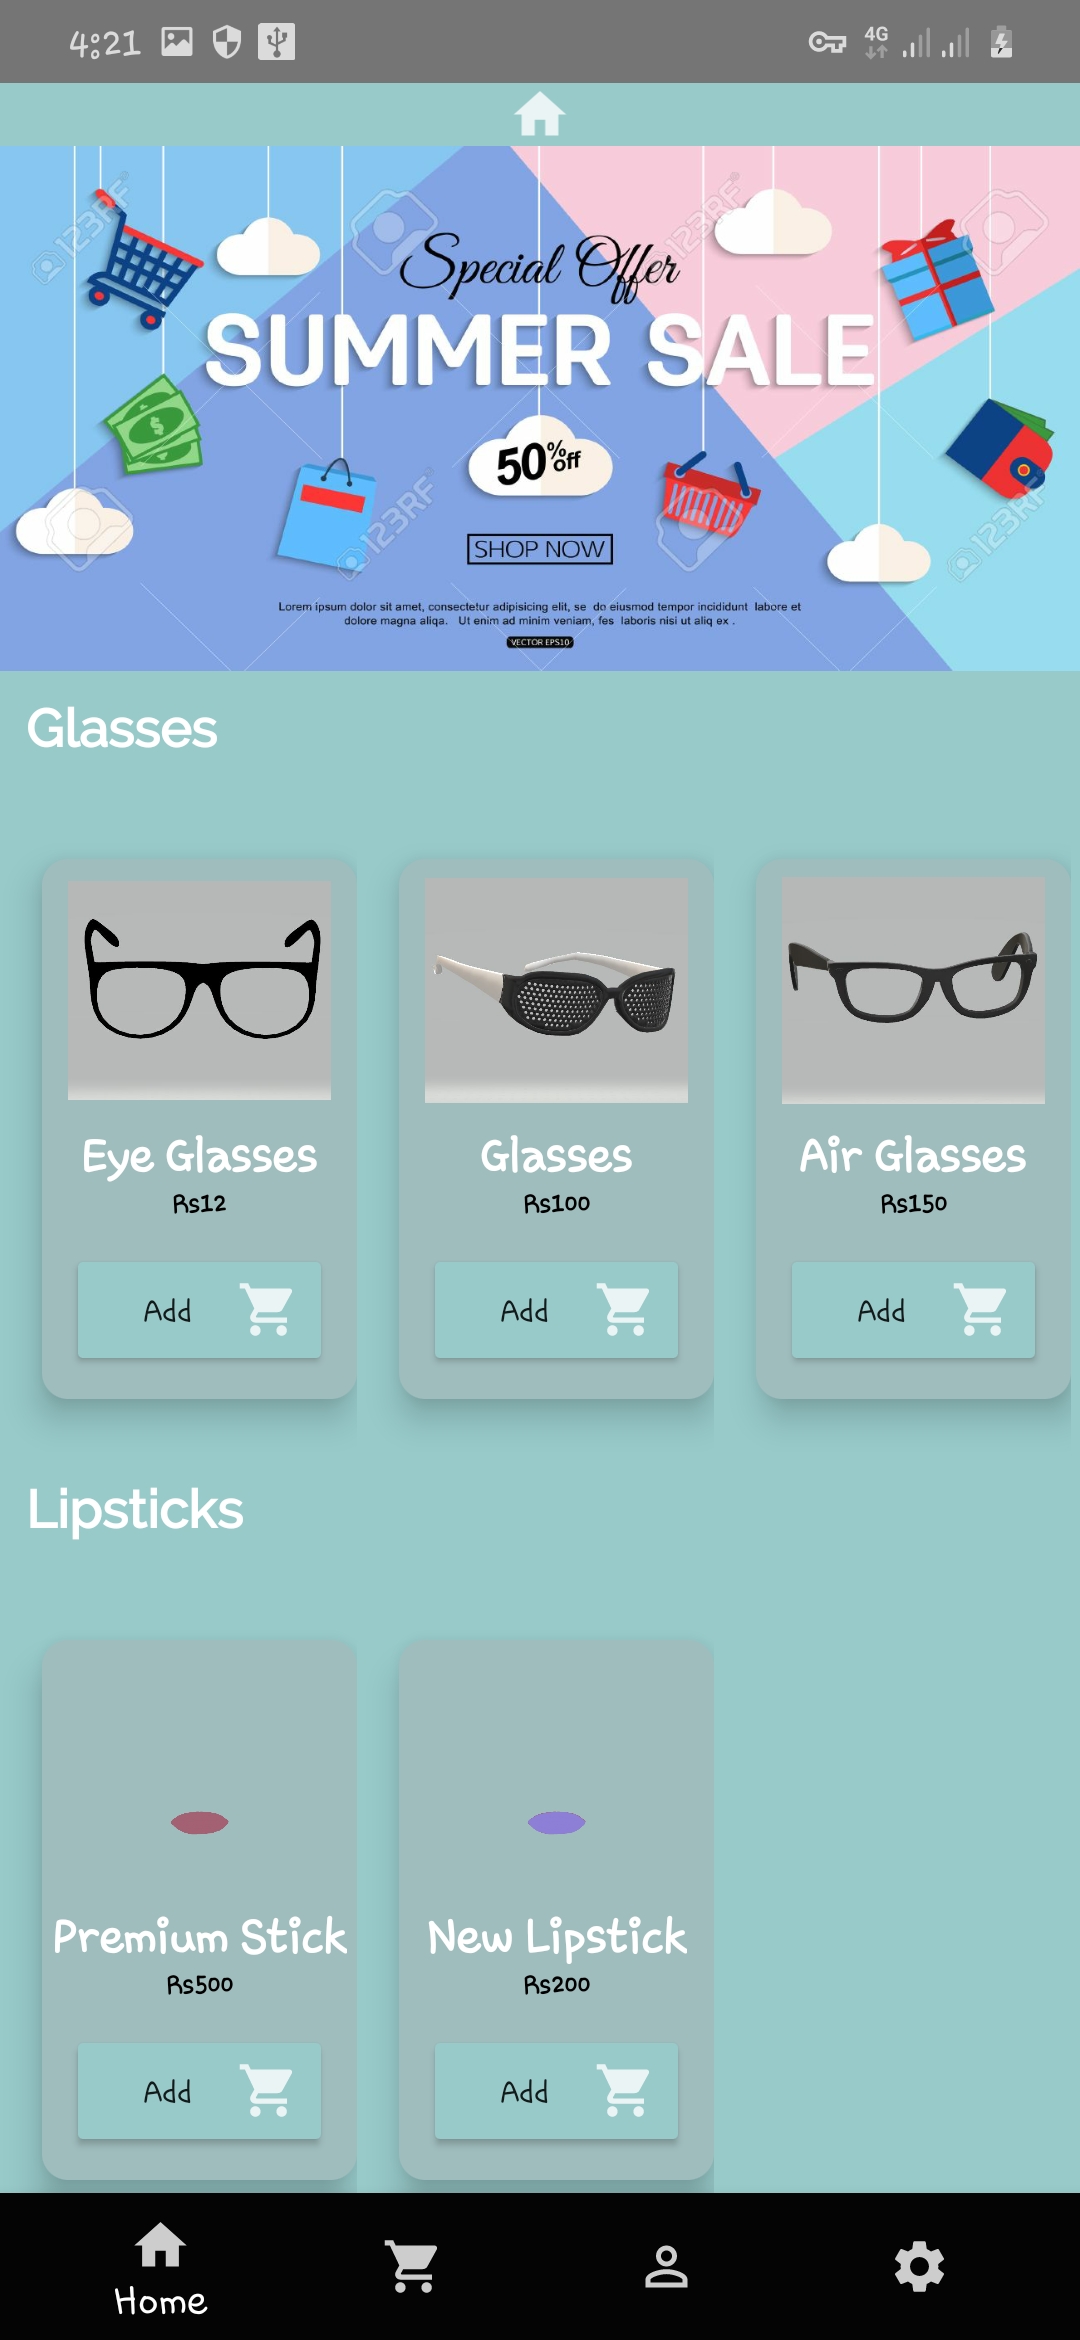 4:21
4G
123RF
123RF
Special Offer
SUMMER SALE
50% off
123RF
123RF
SHOP NOW
Lorem ipsum dolor sit amet, consectetur adipisicing elit, se do eiusmod tempor incididunt labore et
dolore magna aliqa. Ut enim ad minim veniam, fes laboris nisi ut aliq ex .
VECTOR EPS10
Glasses
Eye Glasses
Glasses
Air Glasses
Rs12
Rs100
Rs150
Add
Add
Add
Lipsticks
Premium Stick
New Lipstick
Rs500
Rs200
Add
Add
Home